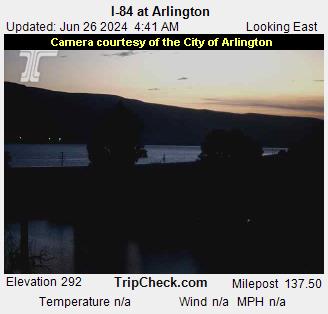 I-84 at Arlington
Updated: Jun 26 2024 4:41 AM Looking East
Camera courtesy of the City of Arlington
Elevation 292 TripCheck.com Milepost 137.50
Temperature n/a Wind n/a MPH n/a